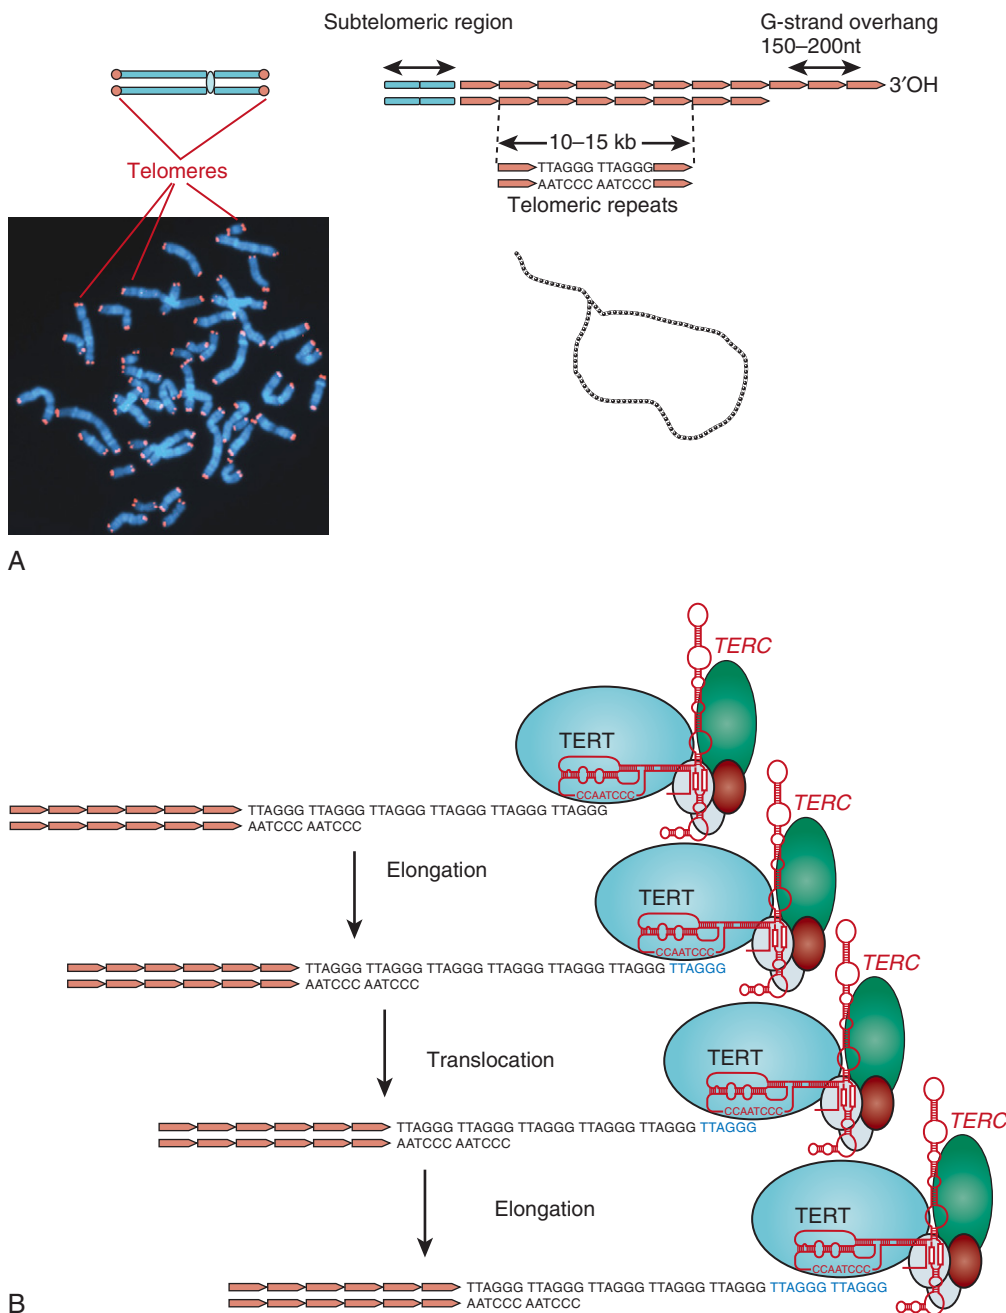 Subtelomeric region
G-strand overhang
150–200nt
3′OH
10–15 kb
TTAGGG TTAGGG
AATCCC AATCCC
Telomeric repeats
Telomeres
A
TERC
TERT
CCAATCCC
TTAGGG TTAGGG TTAGGG TTAGGG TTAGGG TTAGGG
AATCCC AATCCC
Elongation
TERC
TERT
CCAATCCC
TTAGGG TTAGGG TTAGGG TTAGGG TTAGGG TTAGGG TTAGGG
AATCCC AATCCC
Translocation
TERC
TERT
CCAATCCC
TTAGGG TTAGGG TTAGGG TTAGGG TTAGGG TTAGGG
AATCCC AATCCC
Elongation
TERC
TERT
CCAATCCC
TTAGGG TTAGGG TTAGGG TTAGGG TTAGGG TTAGGG TTAGGG
AATCCC AATCCC
B